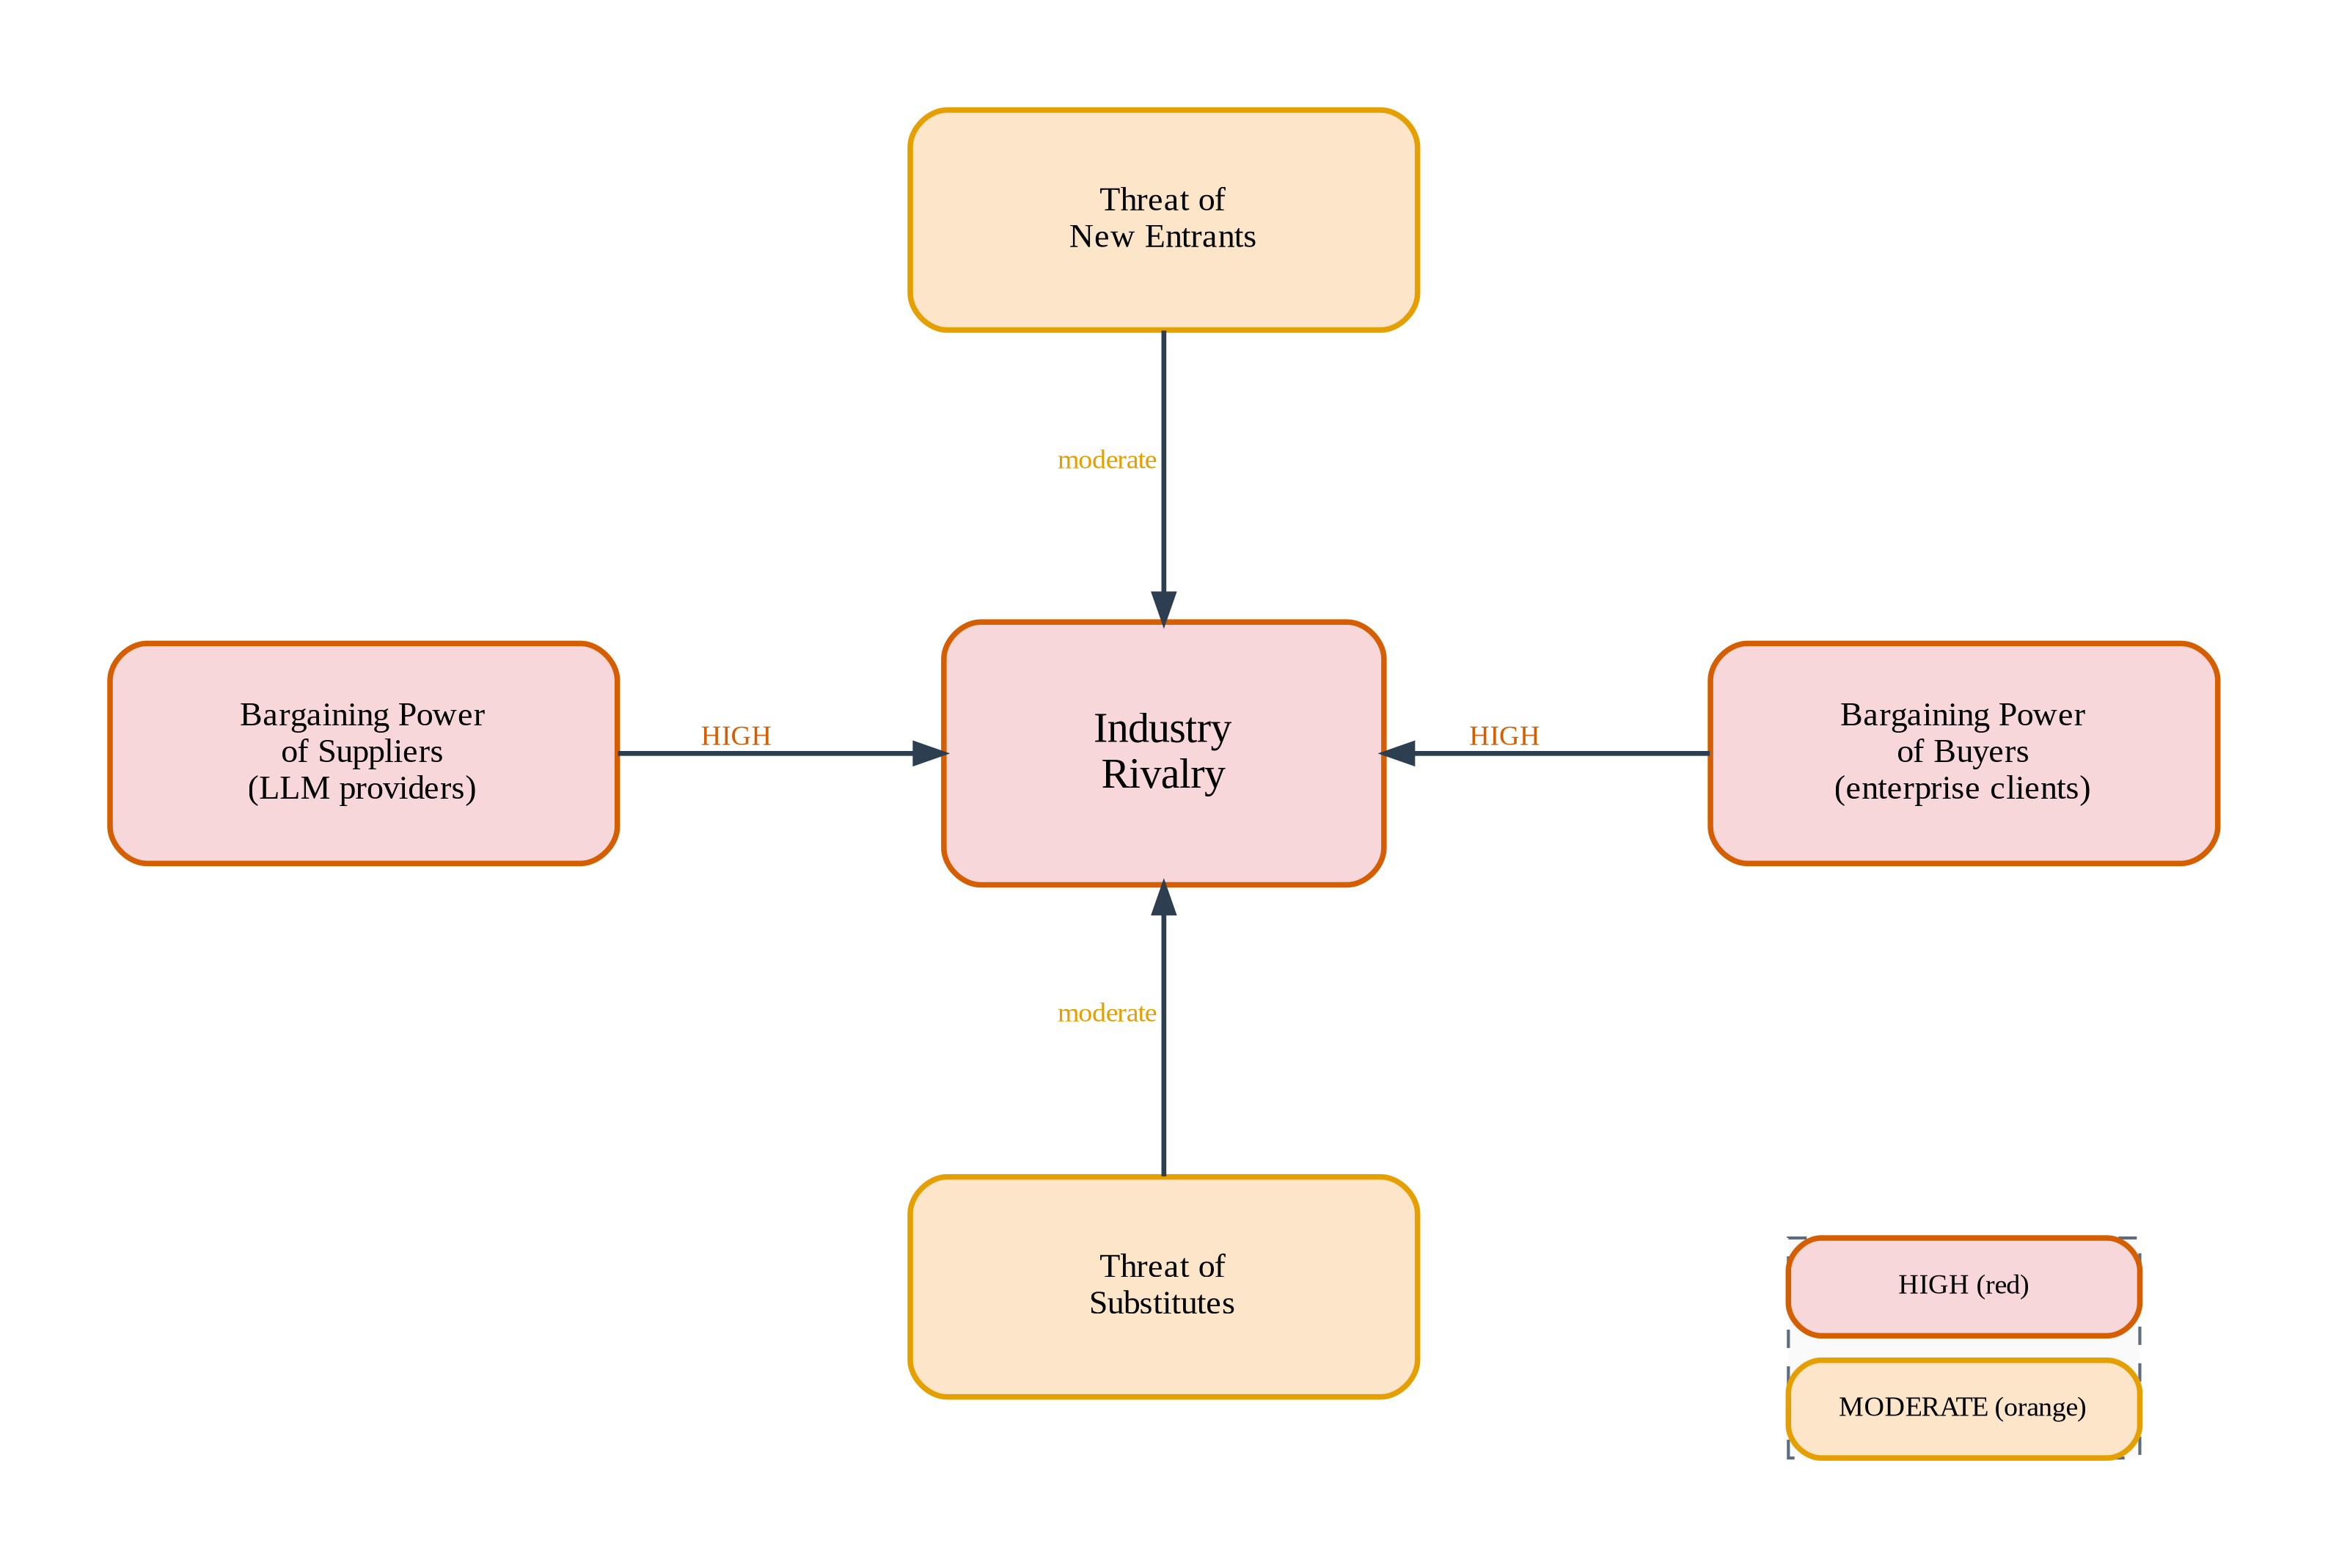 Threat of
New Entrants
moderate
Bargaining Power
of Suppliers
(LLM providers)
HIGH
Industry
Rivalry
HIGH
Bargaining Power
of Buyers
(enterprise clients)
moderate
Threat of
Substitutes
HIGH (red)
MODERATE (orange)